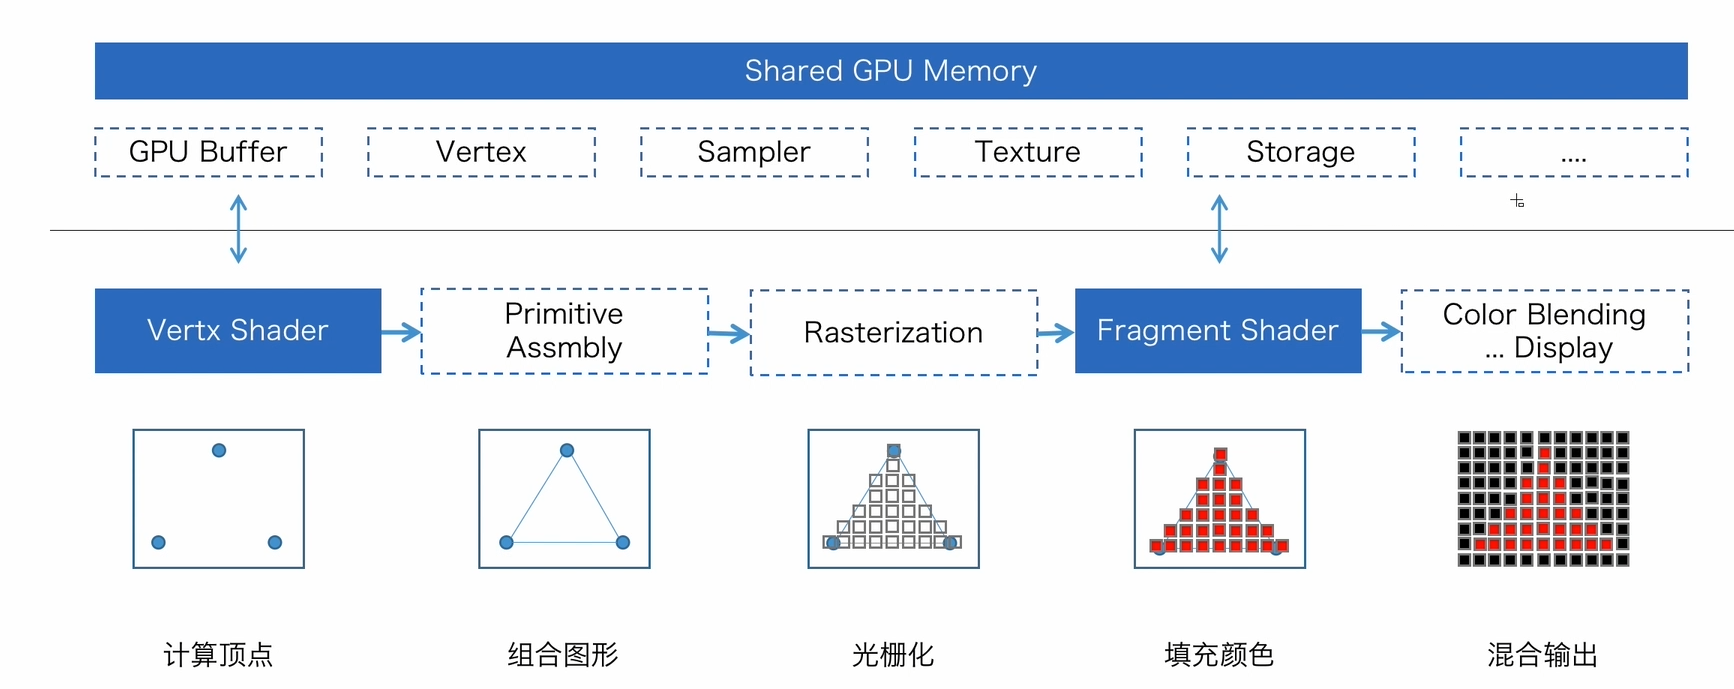 Shared GPU Memory
GPU Buffer
Vertex
Sampler
Texture
Storage
....
Vertx Shader
Primitive
Assmbly
Rasterization
Fragment Shader
Color Blending
... Display
计算顶点
组合图形
光栅化
填充颜色
混合输出